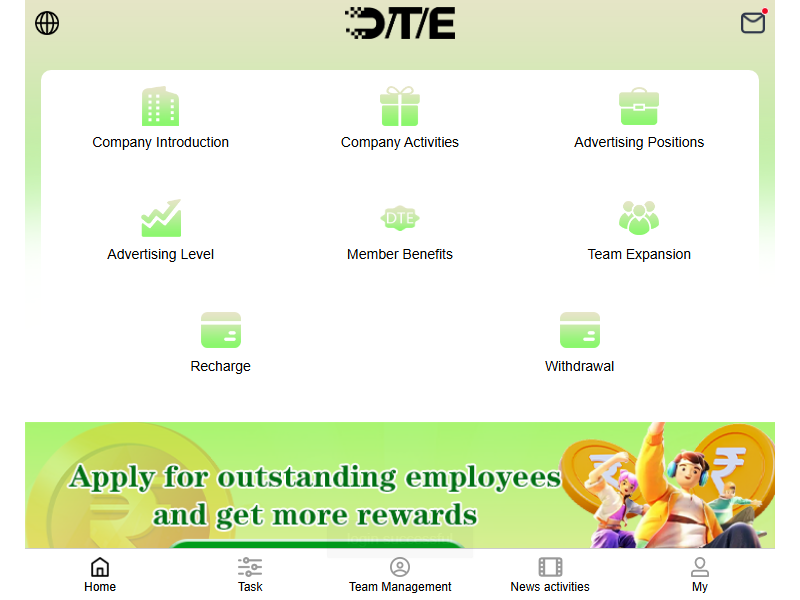 D/T/E
Company Introduction
Company Activities
Advertising Positions
Advertising Level
DTE
Member Benefits
Team Expansion
Recharge
Withdrawal
Apply for outstanding employees
and get more rewards
Home
Task
Team Management
News activities
My